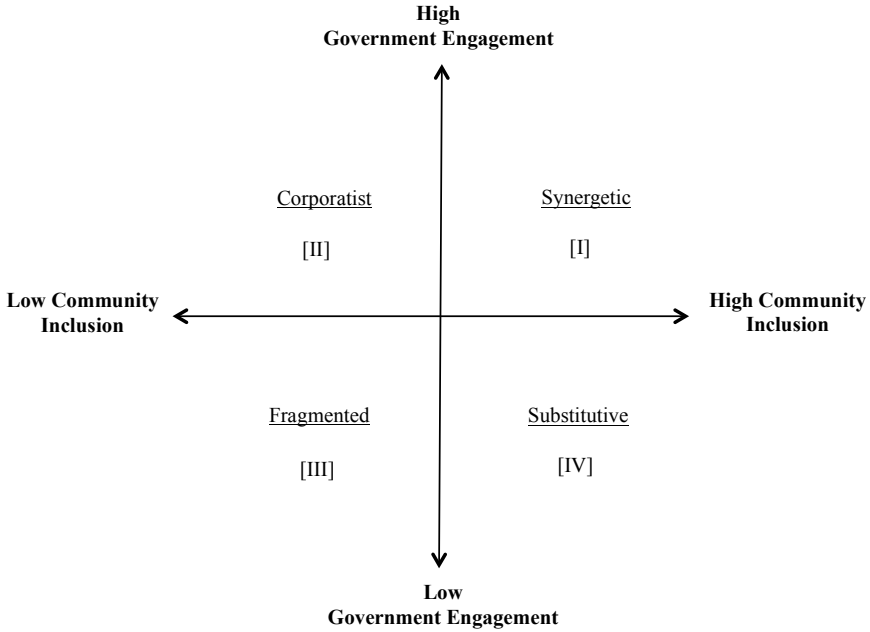 High
Government Engagement
Corporatist
Synergetic
[II]
[I]
Low Community
Inclusion
High Community
Inclusion
Fragmented
Substitutive
[III]
[IV]
Low
Government Engagement